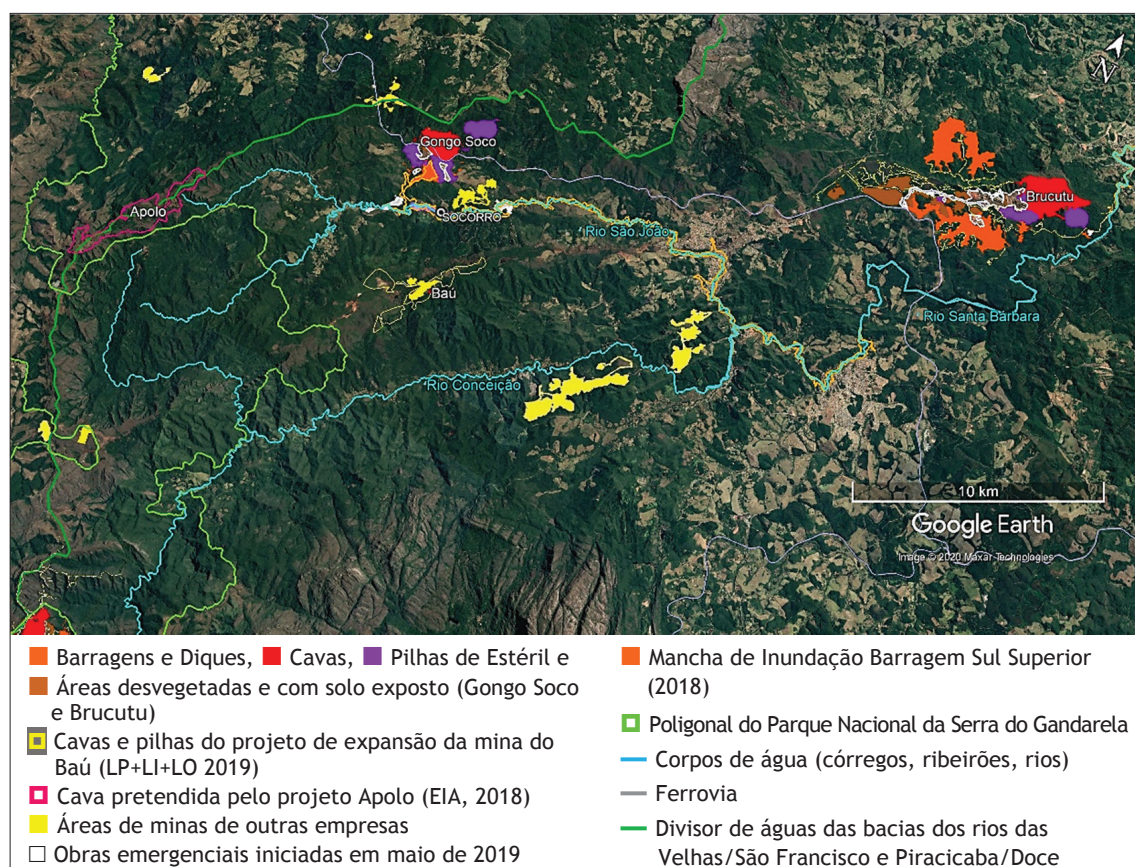 N
Gongo Soco
Apolo
SOCORRO
Brucutu
Rio São João
Baú
Rio Santa Bárbara
Rio Conceição
10 km
Google Earth
Image © 2020 Maxar Technologies
Barragens e Diques, Cavas, Pilhas de Estéril e
Áreas desvegetadas e com solo exposto (Gongo Soco
e Brucutu)
Cavas e pilhas do projeto de expansão da mina do
Baú (LP+LI+LO 2019)
Cava pretendida pelo projeto Apolo (EIA, 2018)
Áreas de minas de outras empresas
Obras emergenciais iniciadas em maio de 2019
Mancha de Inundação Barragem Sul Superior
(2018)
Poligonal do Parque Nacional da Serra do Gandarela
Corpos de água (córregos, ribeirões, rios)
Ferrovia
Divisor de águas das bacias dos rios das
Velhas/São Francisco e Piracicaba/Doce